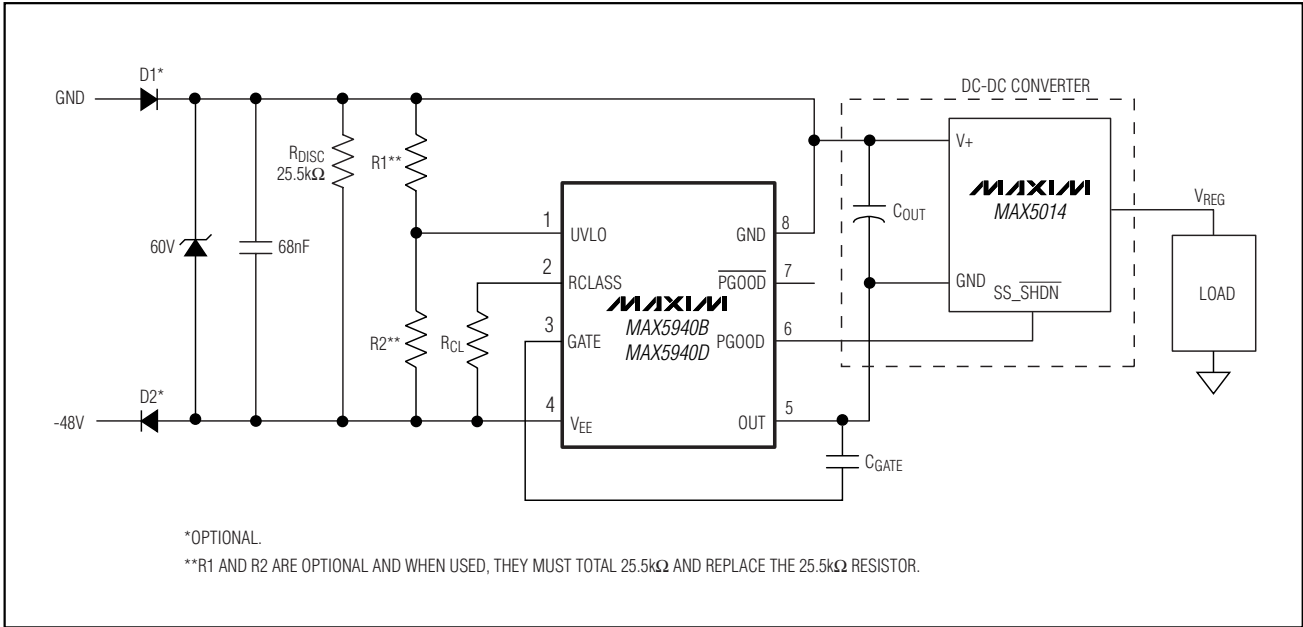 D1*
GND
DC-DC CONVERTER
RDISC
25.5kΩ
R1**
V+
MAXIM
MAX5014
COUT
VREG
60V
68nF
1
UVLO
GND
8
2
RCLASS
PGOOD
7
GND
SS_SHDN
LOAD
MAXIM
MAX5940B
MAX5940D
3
GATE
PGOOD
6
R2**
RCL
D2*
-48V
4
VEE
OUT
5
CGATE
*OPTIONAL.
**R1 AND R2 ARE OPTIONAL AND WHEN USED, THEY MUST TOTAL 25.5kΩ AND REPLACE THE 25.5kΩ RESISTOR.